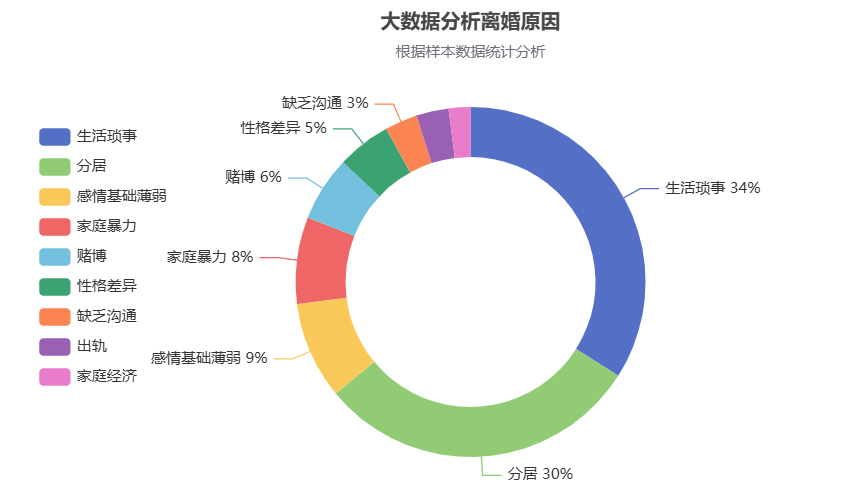 大数据分析离婚原因
根据样本数据统计分析
生活琐事
分居
感情基础薄弱
家庭暴力
赌博
性格差异
缺乏沟通
出轨
家庭经济
缺乏沟通 3%
性格差异 5%
赌博 6%
家庭暴力 8%
感情基础薄弱 9%
生活琐事 34%
分居 30%